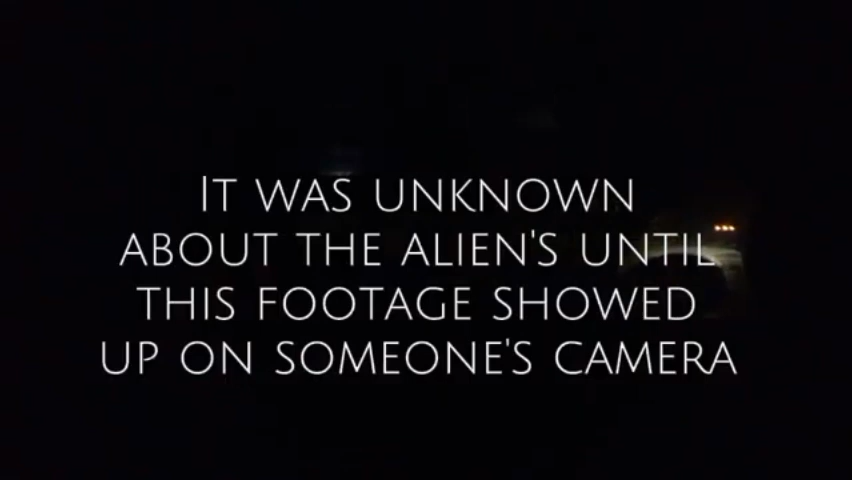 It was unknown
about the alien's until
this footage showed
up on someone's camera